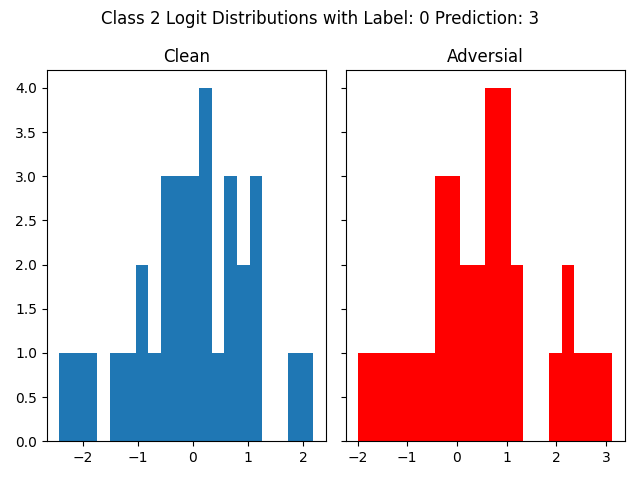 Class 2 Logit Distributions with Label: 0 Prediction: 3
Clean
Adversial
4.0
3.5
3.0
2.5
2.0
1.5
1.0
0.5
0.0
−2 −1 0 1 2
−2 −1 0 1 2 3